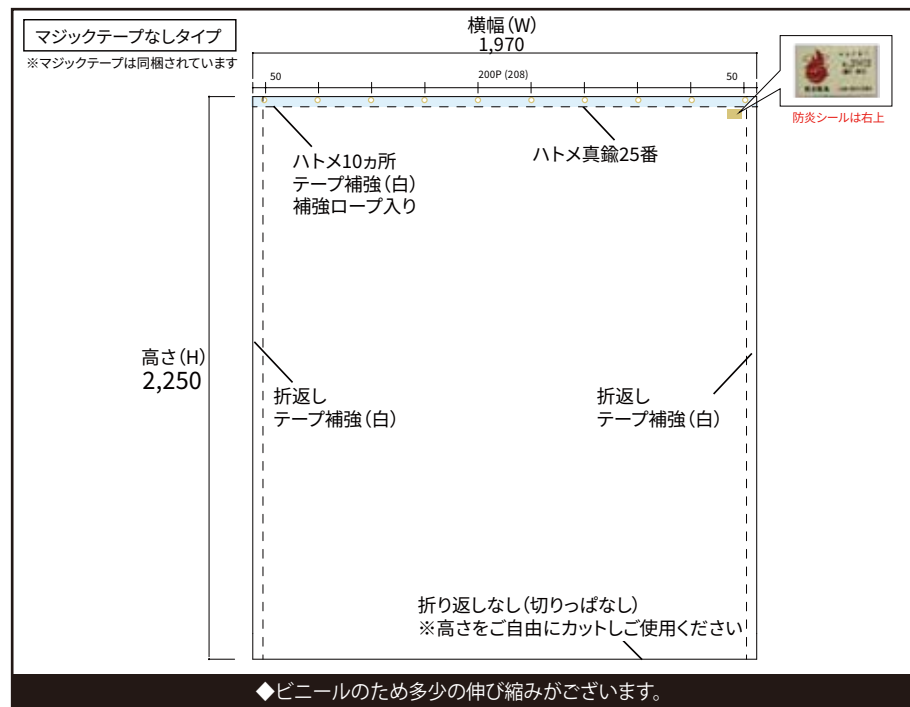 マジックテープなしタイプ
※マジックテープは同梱されています
横幅(W)
1,970
50
200P (208)
50
防炎シールは右上
ハトメ10ヵ所
テープ補強(白)
補強ロープ入り
ハトメ真鍮25番
高さ(H)
2,250
折返し
テープ補強(白)
折返し
テープ補強(白)
折り返しなし(切りっぱなし)
※高さをご自由にカットしご使用ください
◆ビニールのため多少の伸び縮みがございます。